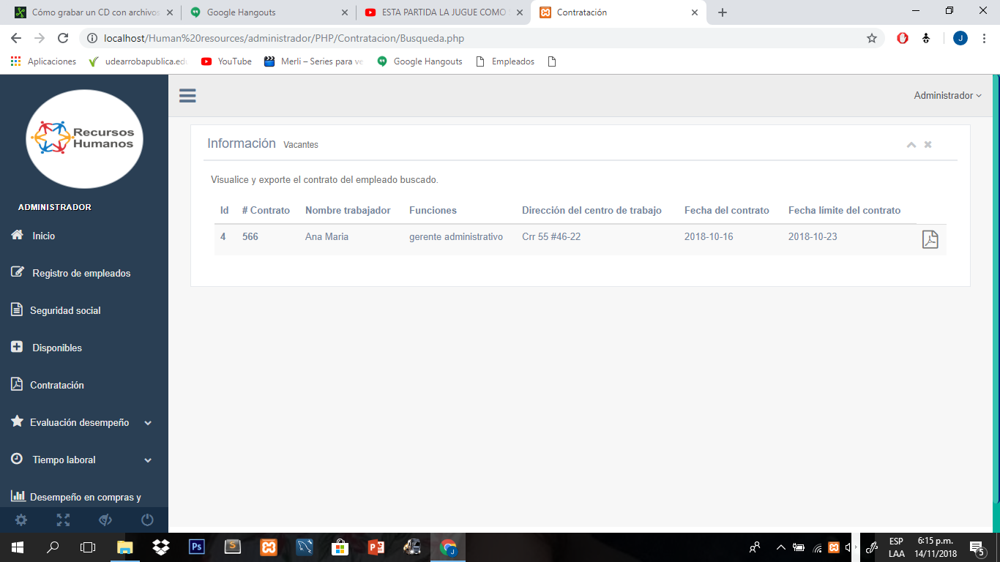 Cómo grabar un CD con archivos
Google Hangouts
ESTA PARTIDA LA JUGUE COMO
Contratación
localhost/Human%20resources/administrador/PHP/Contratacion/Busqueda.php
J
Aplicaciones
udearrobapublica.edu
YouTube
Merli – Series para ve
Google Hangouts
Empleados
Recursos
Humanos
ADMINISTRADOR
Inicio
Registro de empleados
Seguridad social
Disponibles
Contratación
Evaluación desempeño
Tiempo laboral
Desempeño en compras y
Administrador
Información Vacantes
Visualice y exporte el contrato del empleado buscado.
Id # Contrato Nombre trabajador Funciones Dirección del centro de trabajo Fecha del contrato Fecha límite del contrato
4 566 Ana Maria gerente administrativo Crr 55 #46-22 2018-10-16 2018-10-23
Ps
S
ESP
LAA
6:15 p.m.
14/11/2018
5